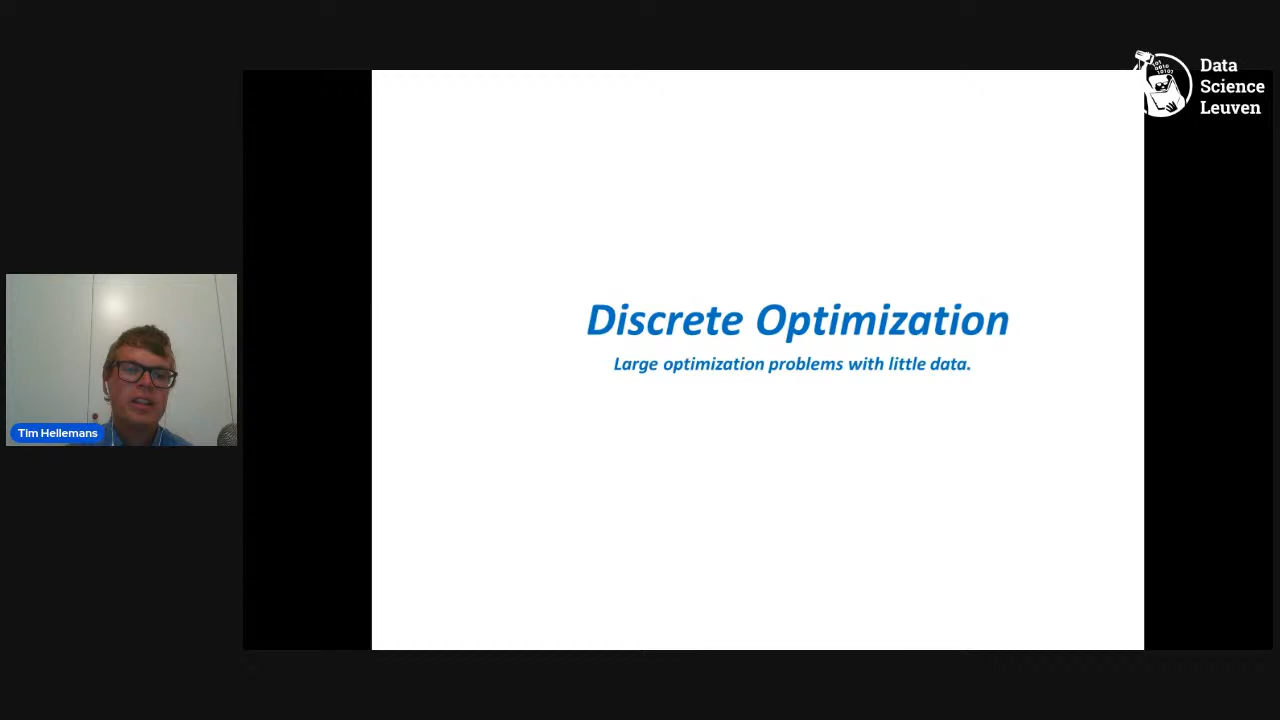 Data
Science
Leuven
Discrete Optimization
Large optimization problems with little data.
Tim Hellemans